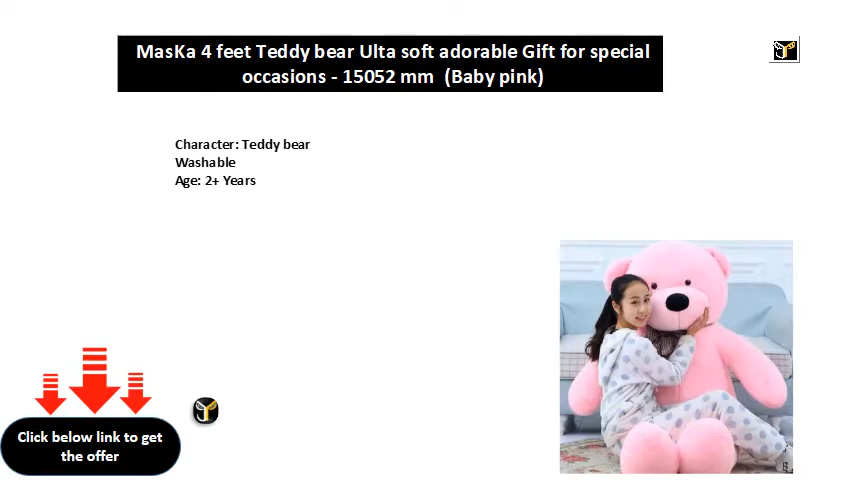 MasKa 4 feet Teddy bear Ulta soft adorable Gift for special
occasions - 15052 mm (Baby pink)
Character: Teddy bear
Washable
Age: 2+ Years
Click below link to get
the offer